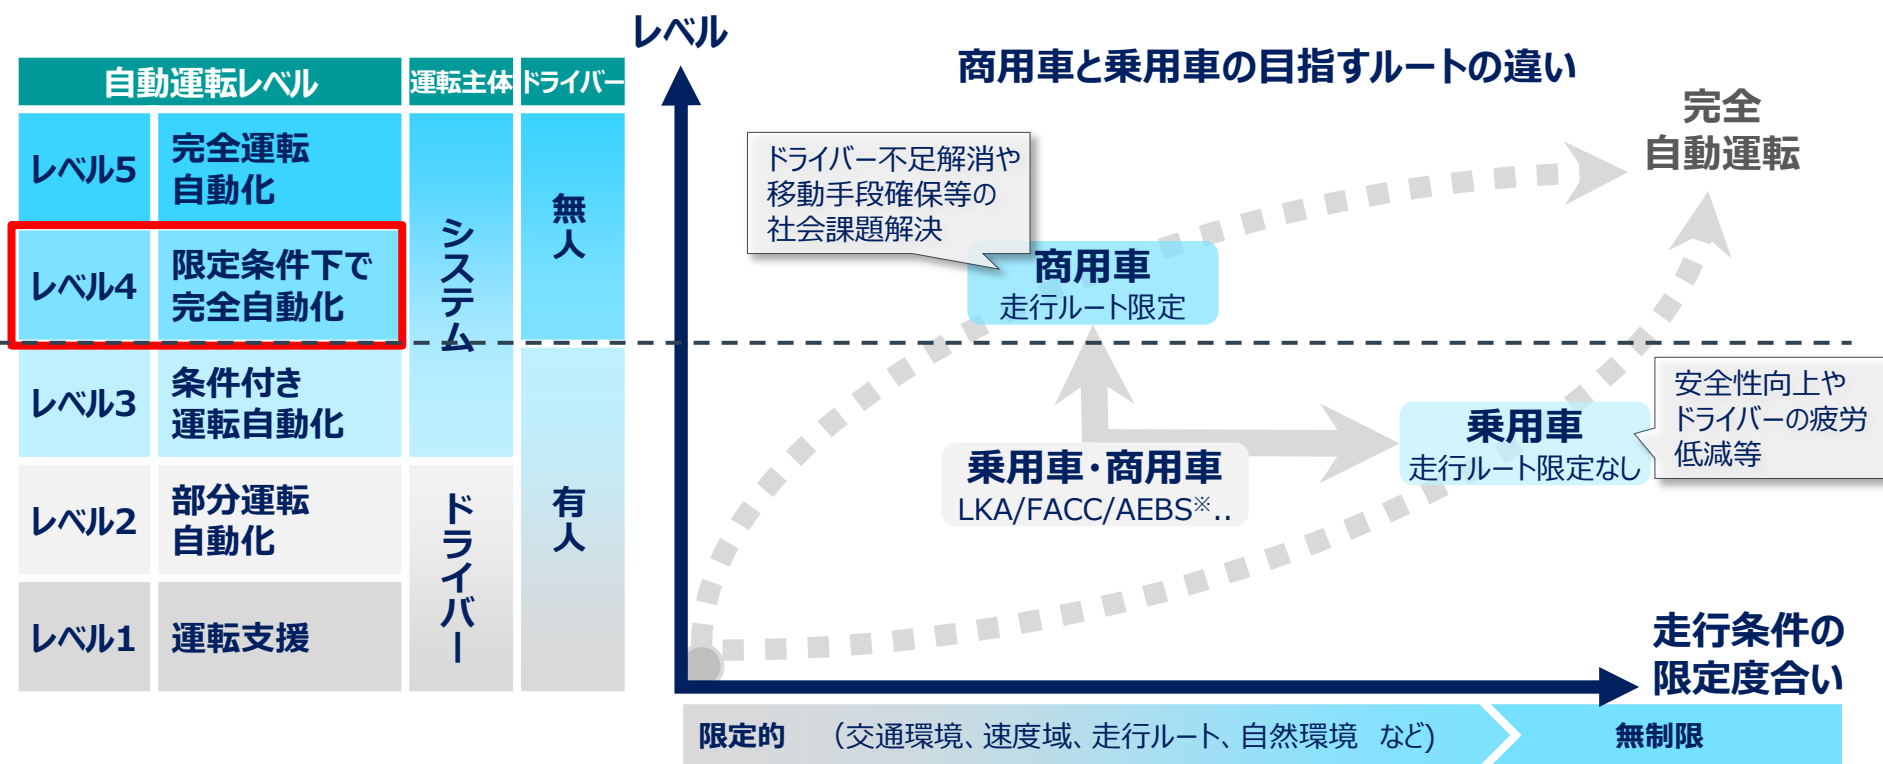 自動運転レベル 運転主体 ドライバー
レベル5 完全運転
自動化
レベル4 限定条件下で
完全自動化
レベル3 条件付き
運転自動化
レベル2 部分運転
自動化
レベル1 運転支援
システム
ドライバー
無人
有人
レベル
商用車と乗用車の目指すルートの違い
完全
自動運転
ドライバー不足解消や
移動手段確保等の
社会課題解決
商用車
走行ルート限定
乗用車・商用車
LKA/FACC/AEBS※..
乗用車
走行ルート限定なし
安全性向上や
ドライバーの疲労
低減等
走行条件の
限定度合い
限定的 (交通環境、速度域、走行ルート、自然環境 など) 無制限